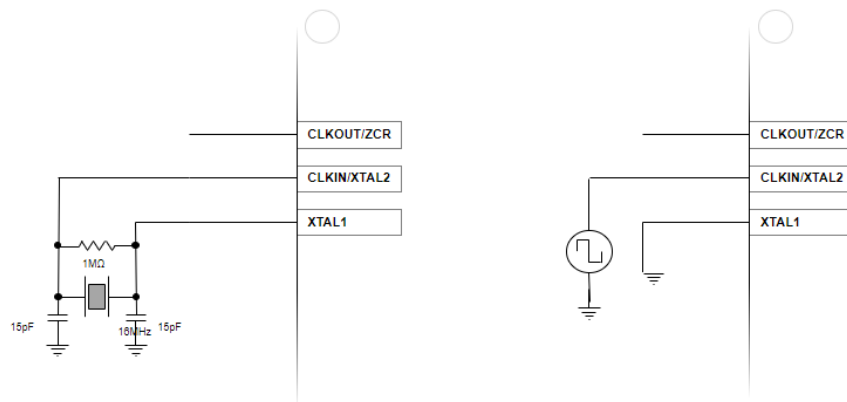 CLKOUT/ZCR
CLKIN/XTAL2
XTAL1
1MΩ
15pF
16MHz
15pF
CLKOUT/ZCR
CLKIN/XTAL2
XTAL1